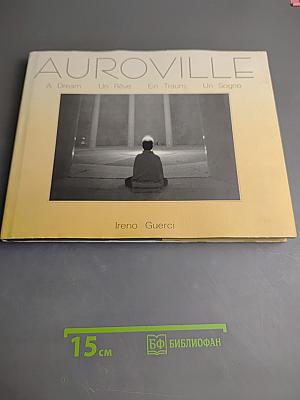 AUROVILLE
A Dream Un Rêve Ein Traum Un Sogno
Ireno Guerci
15 см БФ БИБЛИОФАН